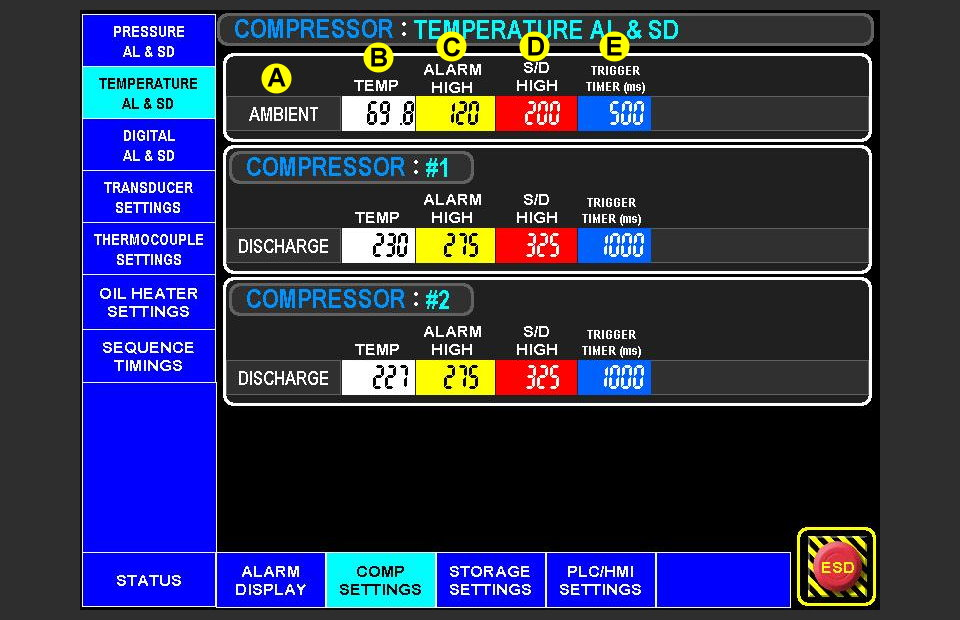 PRESSURE
AL & SD
TEMPERATURE
AL & SD
DIGITAL
AL & SD
TRANSDUCER
SETTINGS
THERMOCOUPLE
SETTINGS
OIL HEATER
SETTINGS
SEQUENCE
TIMINGS
COMPRESSOR : TEMPERATURE AL & SD
A B C D E
TEMP ALARM HIGH S/D HIGH TRIGGER TIMER (ms)
AMBIENT 69.8 120 200 500
COMPRESSOR : #1
TEMP ALARM HIGH S/D HIGH TRIGGER TIMER (ms)
DISCHARGE 230 275 325 1000
COMPRESSOR : #2
TEMP ALARM HIGH S/D HIGH TRIGGER TIMER (ms)
DISCHARGE 227 275 325 1000
STATUS
ALARM
DISPLAY
COMP
SETTINGS
STORAGE
SETTINGS
PLC/HMI
SETTINGS
ESD